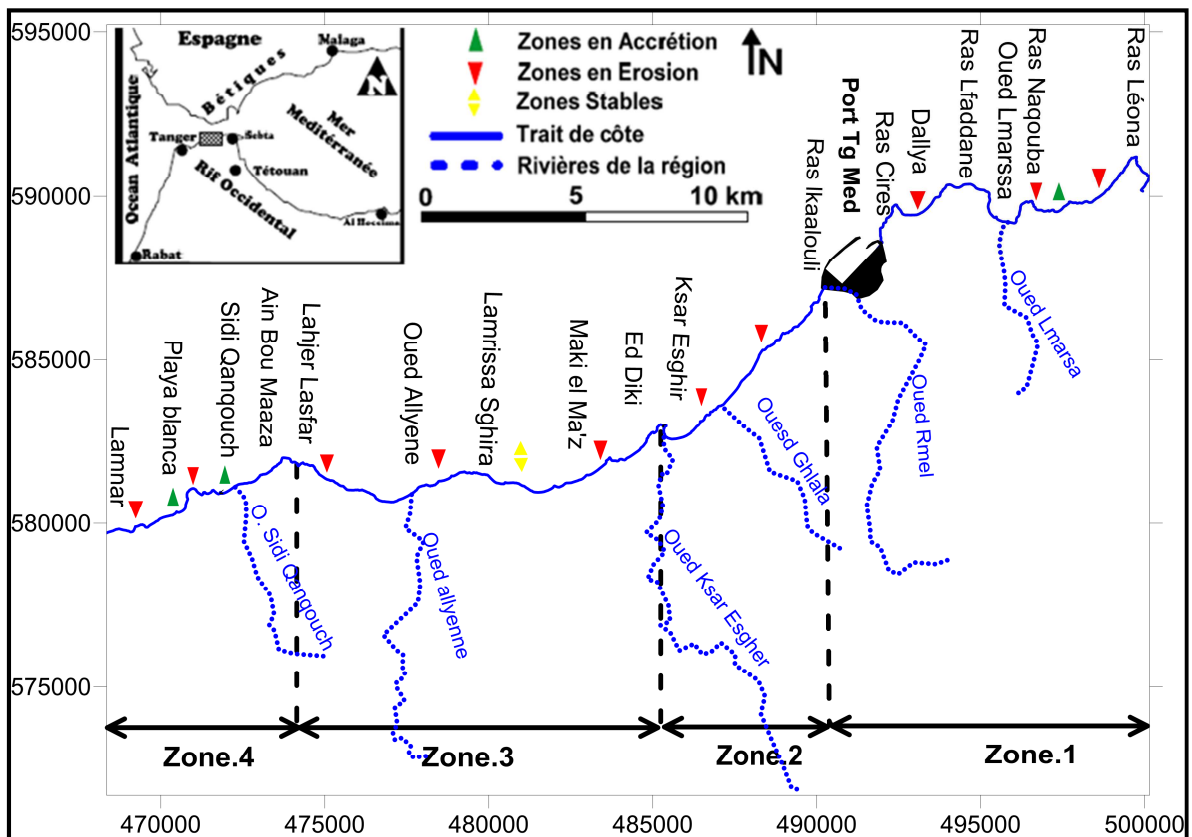 595000
590000
585000
580000
575000
470000
475000
480000
485000
490000
495000
500000
Espagne
Malaga
Bétiques
Ocean Atlantique
Mer
Meditérranée
N
Tanger
Sebta
Tétouan
Rif Occidental
Al Hoceima
Rabat
Zones en Accrétion
Zones en Erosion
Zones Stables
Trait de côte
Rivières de la région
N
0
5
10 km
Lamnar
Playa blanca
Sidi Qanqouch
Ain Bou Maaza
Lahjer Lasfar
Oued Allyene
Lamrissa Sghira
Maki el Ma'z
Ed Diki
Ksar Esghir
Ras Ikaalouli
Port Tg Med
Ras Cires
Dallya
Ras Lfaddane
Oued Lmarssa
Ras Naqouba
Ras Léona
O. Sidi Qanqouch
Oued allyenne
Oued Ksar Esgher
Ouesd Ghlala
Oued Rmel
Oued Lmarsa
Zone.4
Zone.3
Zone.2
Zone.1